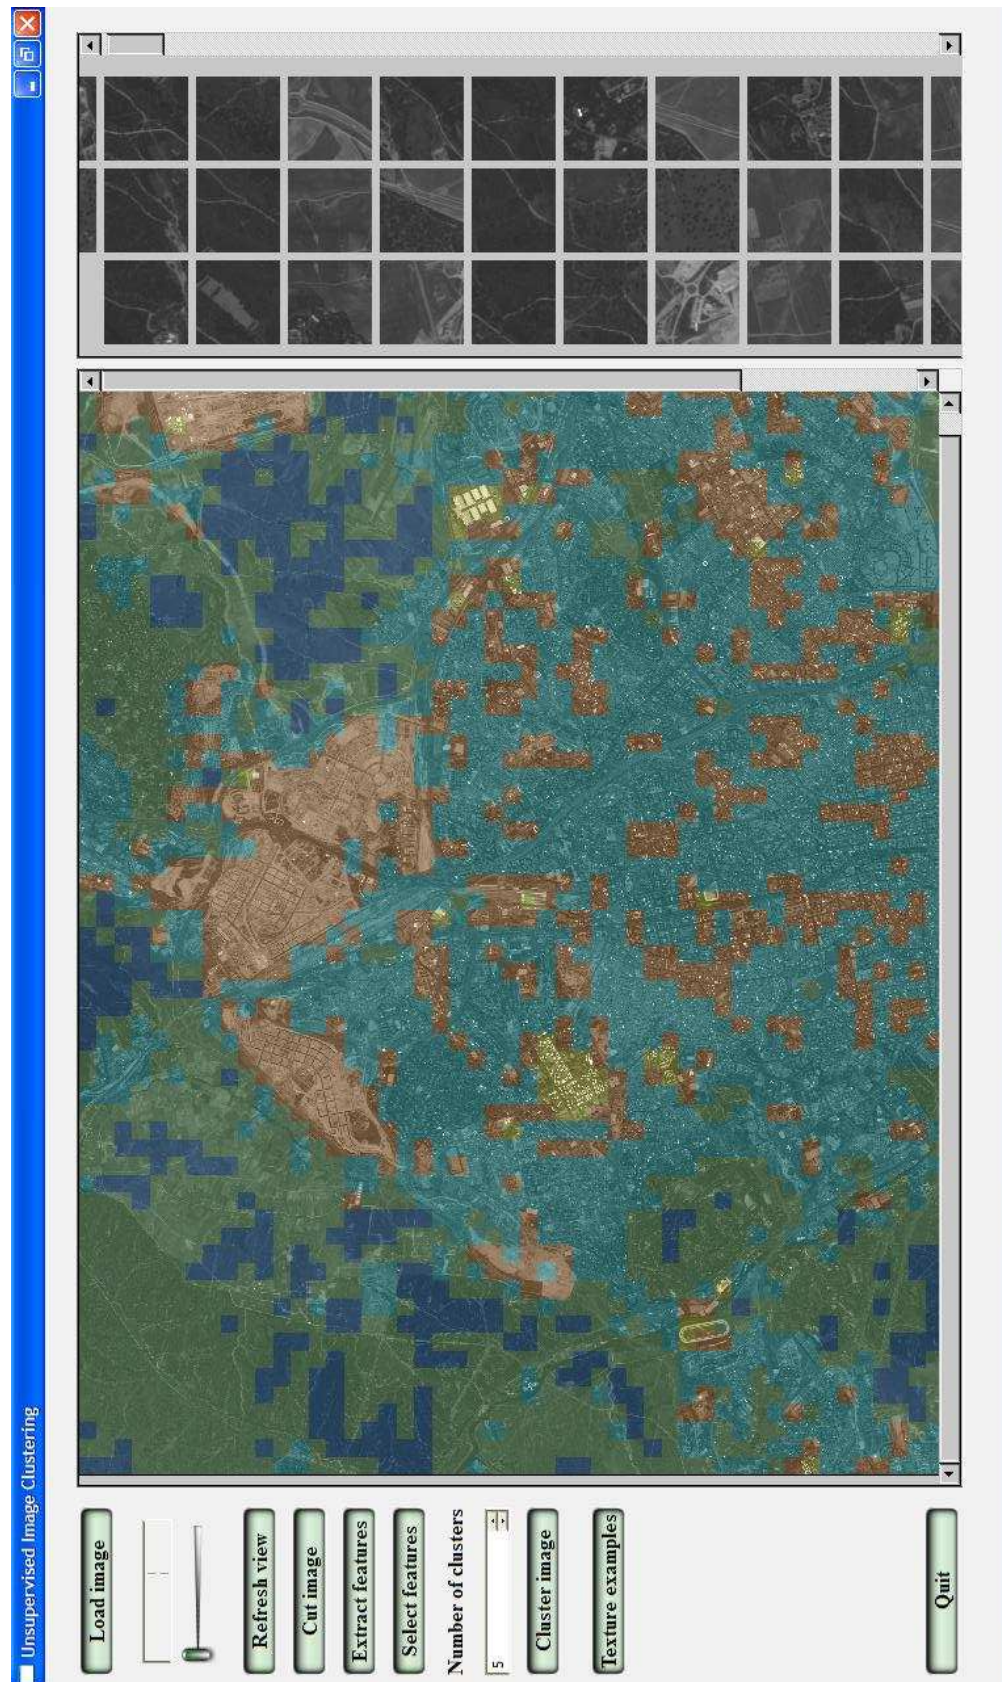 Unsupervised Image Clustering
Load image
Refresh view
Cut image
Extract features
Select features
Number of clusters
5
Cluster image
Texture examples
Quit